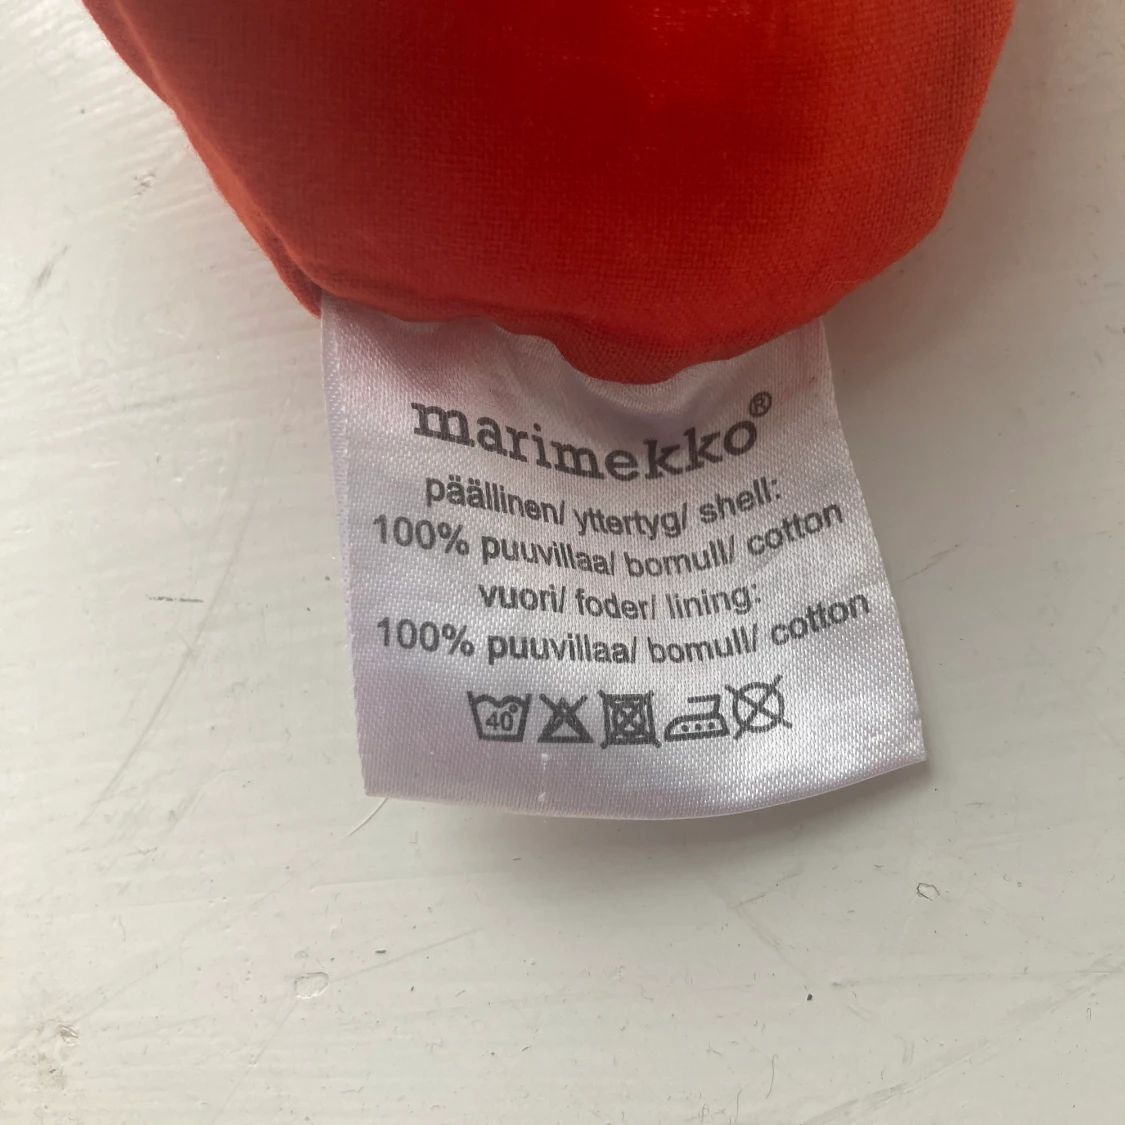 marimekko®
päällinen/ yttertyg/ shell:
100% puuvillaa/ bomull/ cotton
vuori/ foder/ lining:
100% puuvillaa/ bomull/ cotton
40°